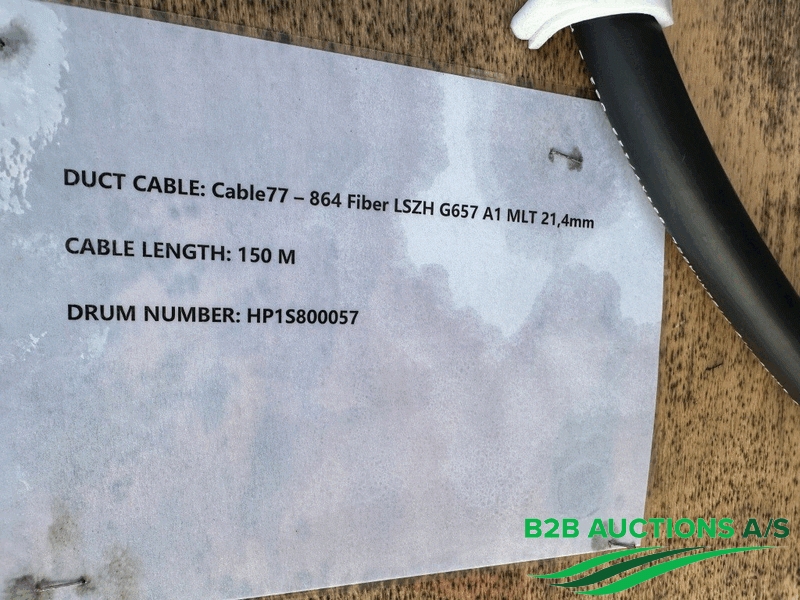 DUCT CABLE: Cable77 – 864 Fiber LSZH G657 A1 MLT 21,4mm
CABLE LENGTH: 150 M
DRUM NUMBER: HP1S800057
B2B AUCTIONS A/S